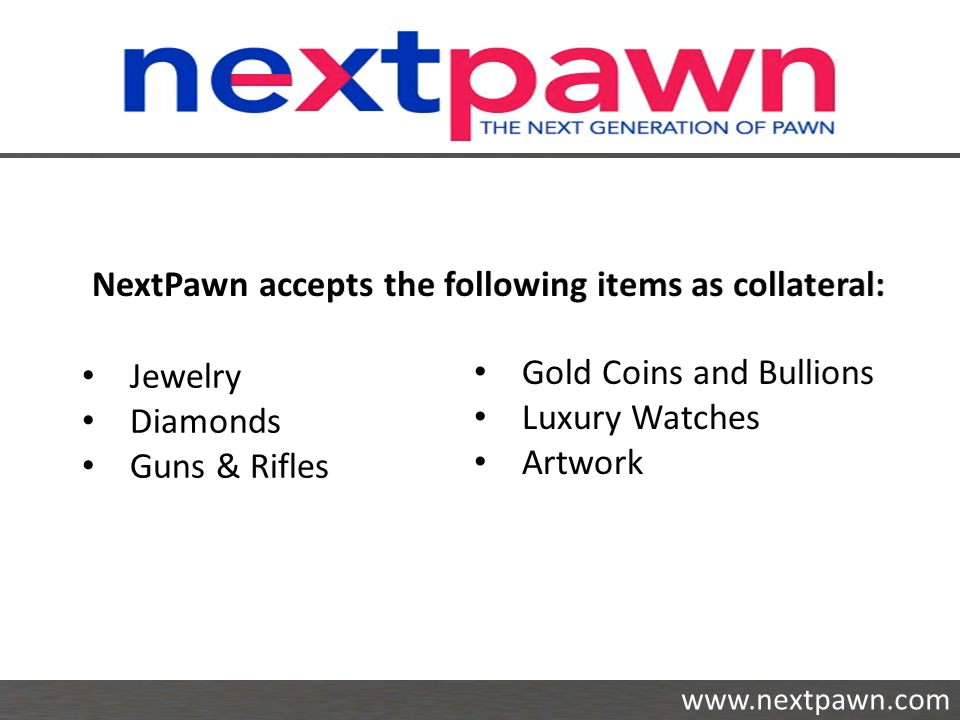 nextpawn
THE NEXT GENERATION OF PAWN
NextPawn accepts the following items as collateral:
• Jewelry
• Diamonds
• Guns & Rifles
• Gold Coins and Bullions
• Luxury Watches
• Artwork
www.nextpawn.com